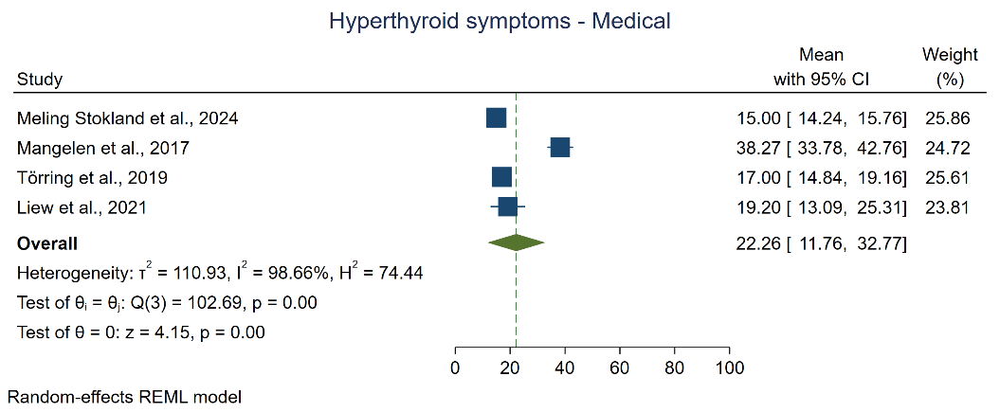 Hyperthyroid symptoms - Medical
Mean Weight
Study with 95% CI (%)
Meling Stokland et al., 2024 15.00 [ 14.24, 15.76] 25.86
Mangelen et al., 2017 38.27 [ 33.78, 42.76] 24.72
Törring et al., 2019 17.00 [ 14.84, 19.16] 25.61
Liew et al., 2021 19.20 [ 13.09, 25.31] 23.81
Overall 22.26 [ 11.76, 32.77]
Heterogeneity: τ² = 110.93, I² = 98.66%, H² = 74.44
Test of θᵢ = θⱼ: Q(3) = 102.69, p = 0.00
Test of θ = 0: z = 4.15, p = 0.00
0 20 40 60 80 100
Random-effects REML model